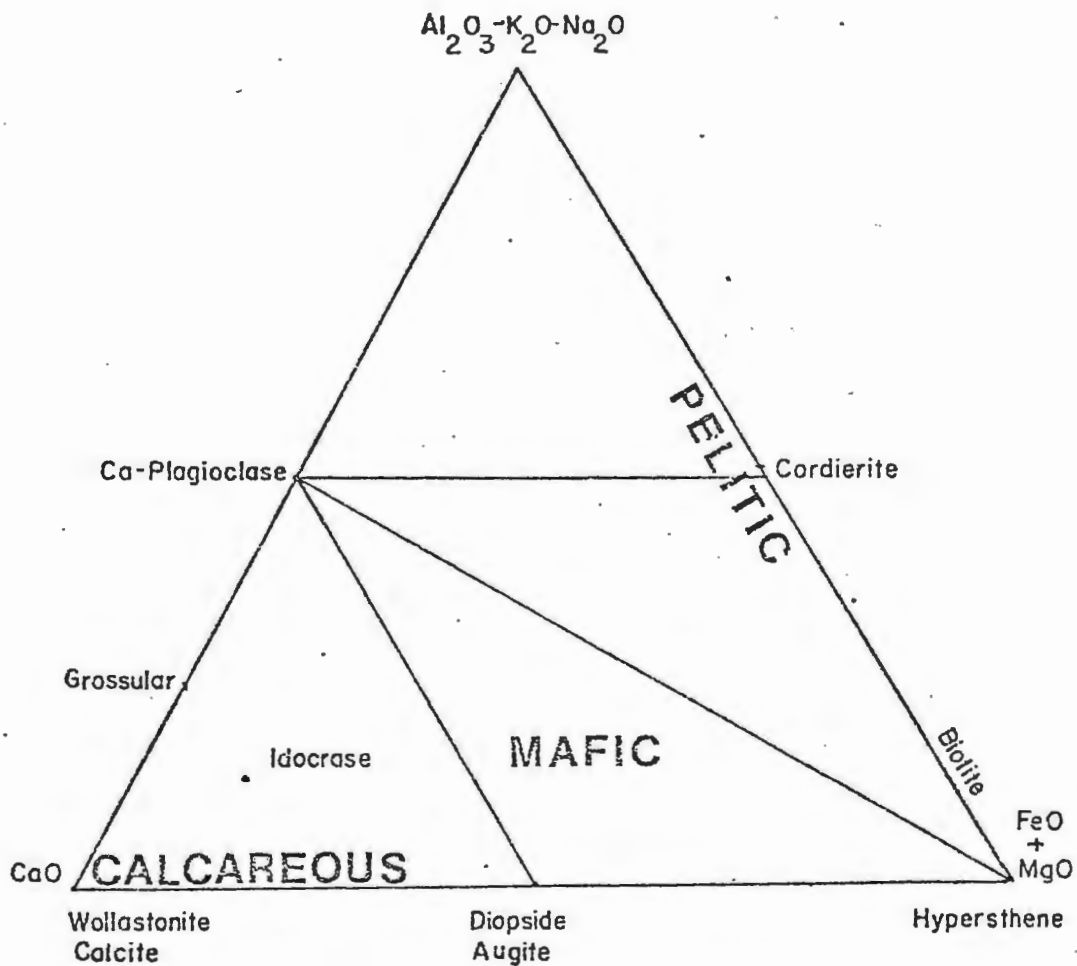 Al2O3-K2O-Na2O
PELITIC
Ca-Plagioclase
Cordierite
Grossular
Idocrase
MAFIC
Biotite
FeO
+
MgO
CaO
CALCAREOUS
Wollastonite
Calcite
Diopside
Augite
Hypersthene